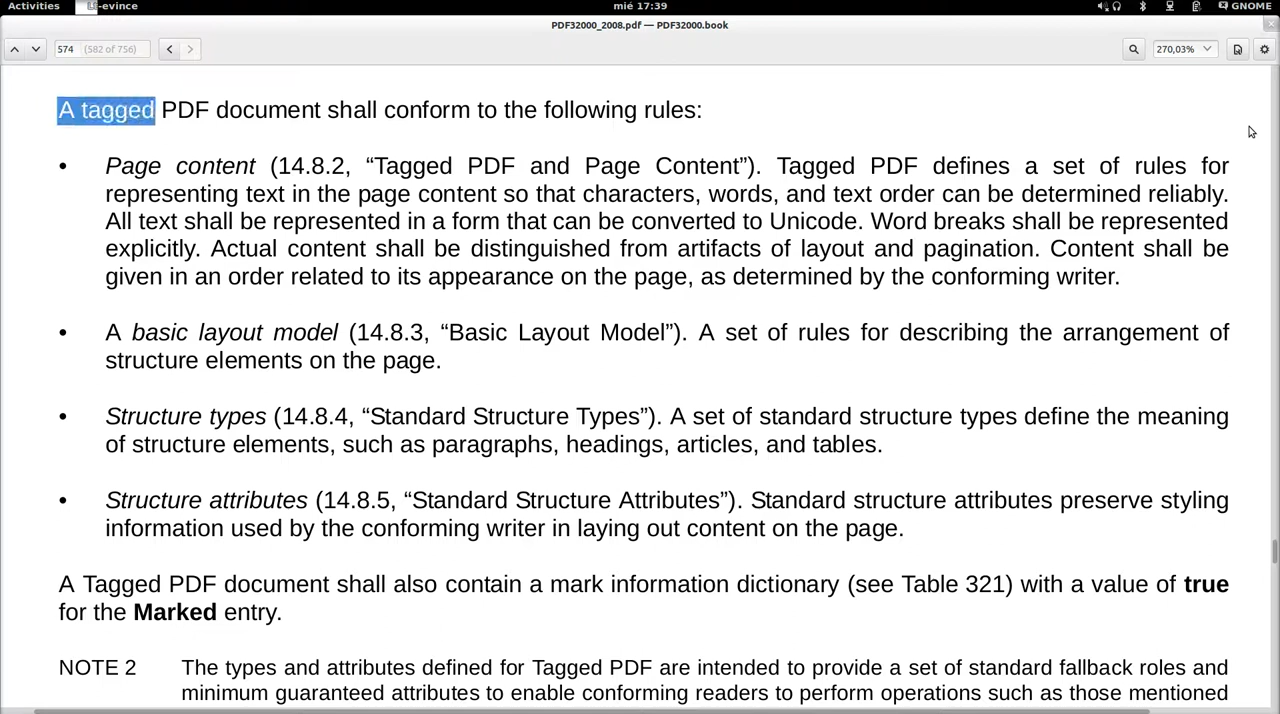 Activities
-evince
mié 17:39
GNOME
PDF32000_2008.pdf — PDF32000.book
574 (582 of 756)
270,03%
A tagged PDF document shall conform to the following rules:
• Page content (14.8.2, “Tagged PDF and Page Content”). Tagged PDF defines a set of rules for
representing text in the page content so that characters, words, and text order can be determined reliably.
All text shall be represented in a form that can be converted to Unicode. Word breaks shall be represented
explicitly. Actual content shall be distinguished from artifacts of layout and pagination. Content shall be
given in an order related to its appearance on the page, as determined by the conforming writer.
• A basic layout model (14.8.3, “Basic Layout Model”). A set of rules for describing the arrangement of
structure elements on the page.
• Structure types (14.8.4, “Standard Structure Types”). A set of standard structure types define the meaning
of structure elements, such as paragraphs, headings, articles, and tables.
• Structure attributes (14.8.5, “Standard Structure Attributes”). Standard structure attributes preserve styling
information used by the conforming writer in laying out content on the page.
A Tagged PDF document shall also contain a mark information dictionary (see Table 321) with a value of true
for the Marked entry.
NOTE 2 The types and attributes defined for Tagged PDF are intended to provide a set of standard fallback roles and
minimum guaranteed attributes to enable conforming readers to perform operations such as those mentioned